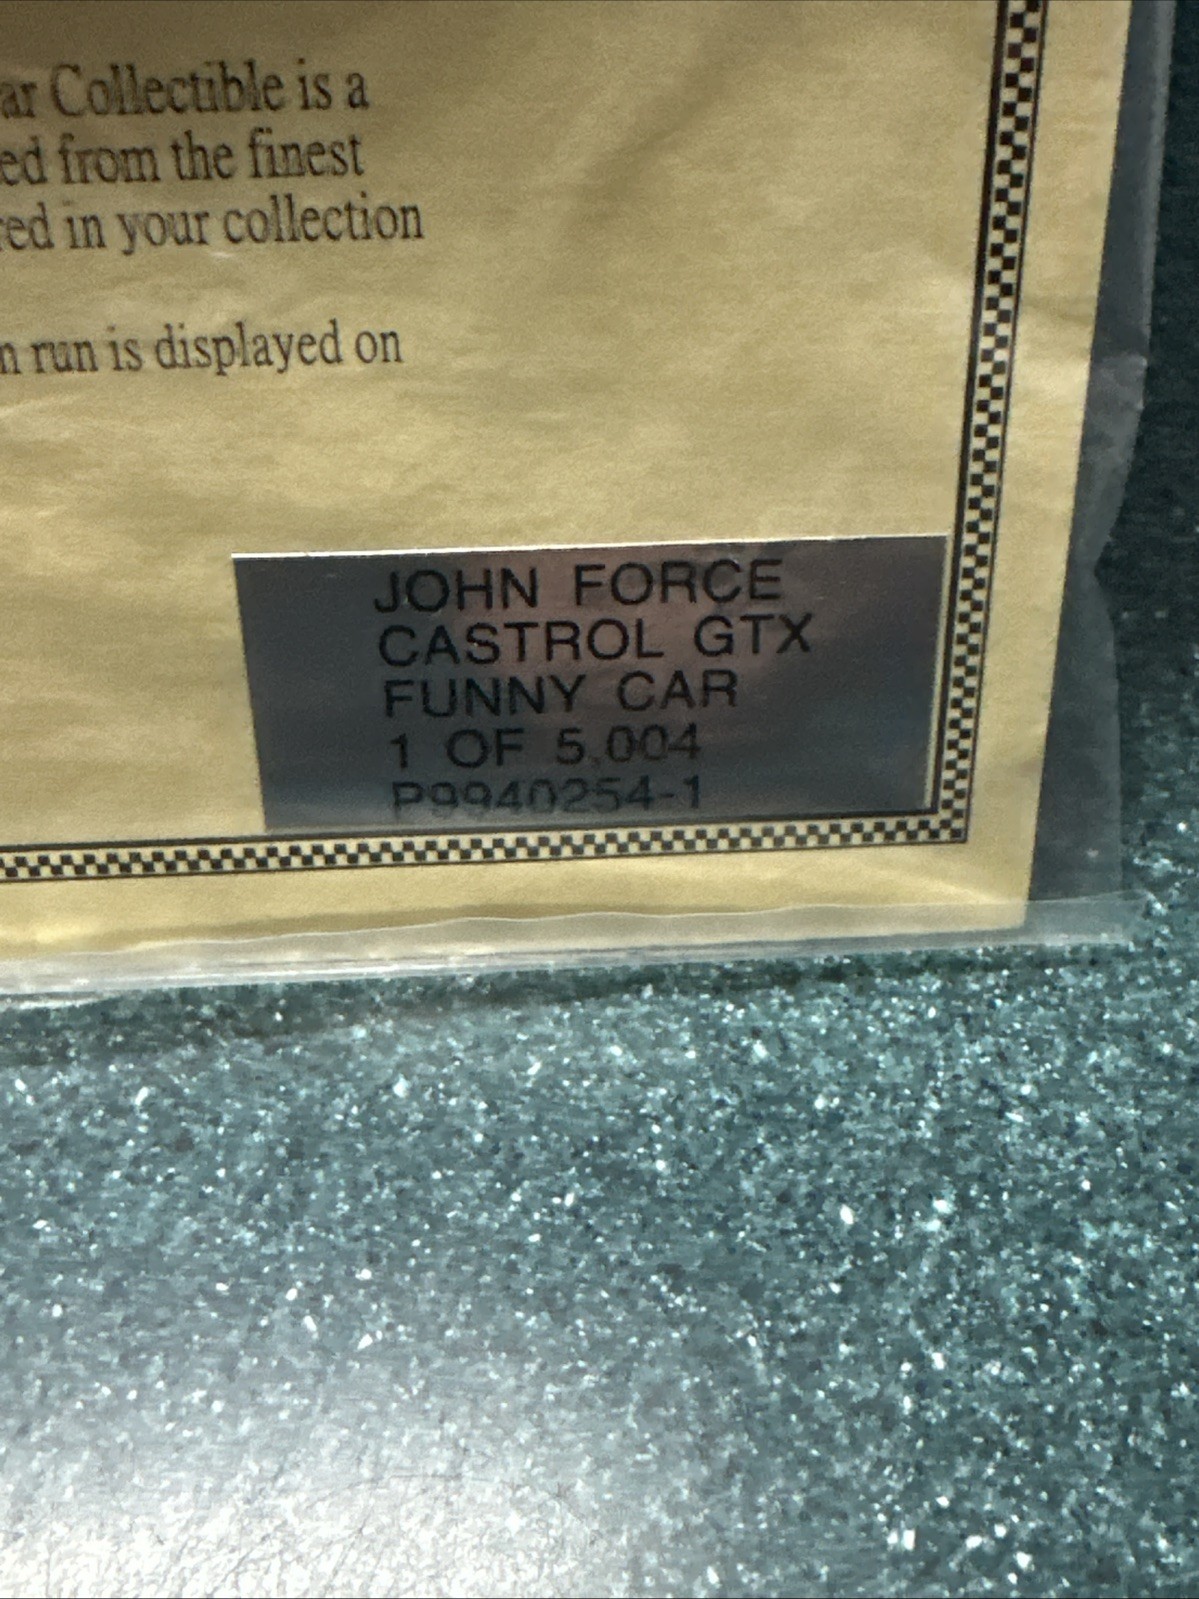 ar Collectible is a
ed from the finest
red in your collection
n run is displayed on
JOHN FORCE
CASTROL GTX
FUNNY CAR
1 OF 5,004
P9940254-1